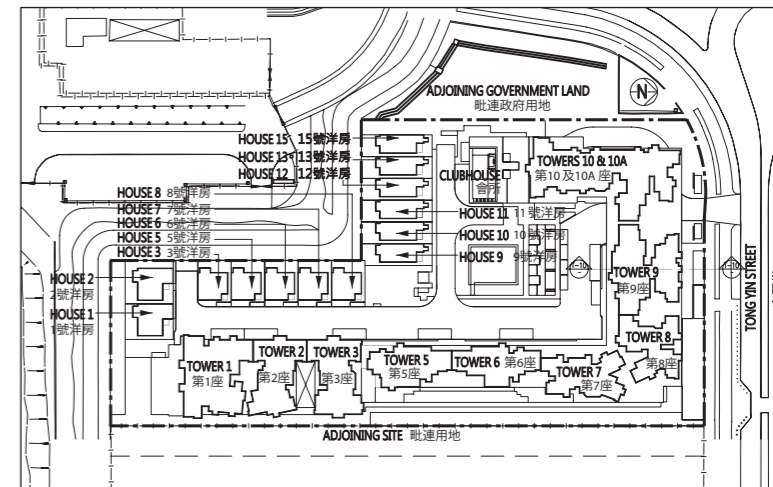 N
ADJOINING GOVERNMENT LAND
毗連政府用地
HOUSE 15 15號洋房
HOUSE 13 13號洋房
HOUSE 12 12號洋房
CLUBHOUSE
會所
TOWERS 10 & 10A
第10及10A 座
HOUSE 8 8號洋房
HOUSE 7 7號洋房
HOUSE 6 6號洋房
HOUSE 5 5號洋房
HOUSE 3 3號洋房
HOUSE 11 11號洋房
HOUSE 10 10號洋房
HOUSE 9 9號洋房
HOUSE 2
2號洋房
HOUSE 1
1號洋房
TOWER 9
第9座
TONG YIN STREET
TOWER 1
第1座
TOWER 2
第2座
TOWER 3
第3座
TOWER 5
第5座
TOWER 6 第6座
TOWER 7
第7座
TOWER 8
第8座
ADJOINING SITE 毗連用地